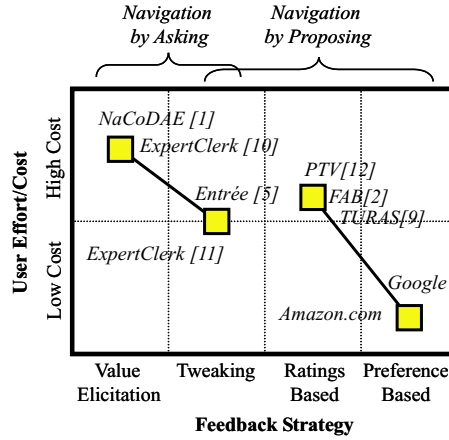 Navigation
by Asking
Navigation
by Proposing
User Effort/Cost
High Cost
Low Cost
NaCoDAE [1]
ExpertClerk [10]
PTV[12]
Entrée [5]
FAB[2]
TURAS[9]
ExpertClerk [11]
Google
Amazon.com
Value
Elicitation
Tweaking
Ratings
Based
Preference
Based
Feedback Strategy